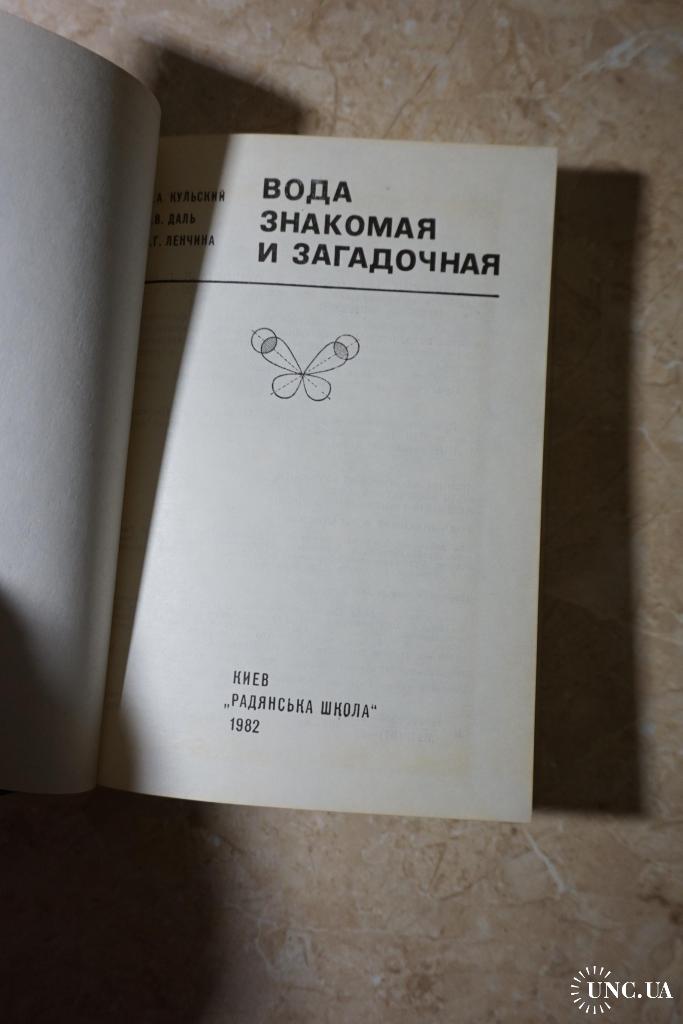 .А. КУЛЬСКИЙ
.В. ДАЛЬ
.Г. ЛЕНЧИНА
ВОДА
ЗНАКОМАЯ
И ЗАГАДОЧНАЯ
КИЕВ
„РАДЯНСЬКА ШКОЛА“
1982
UNC.UA